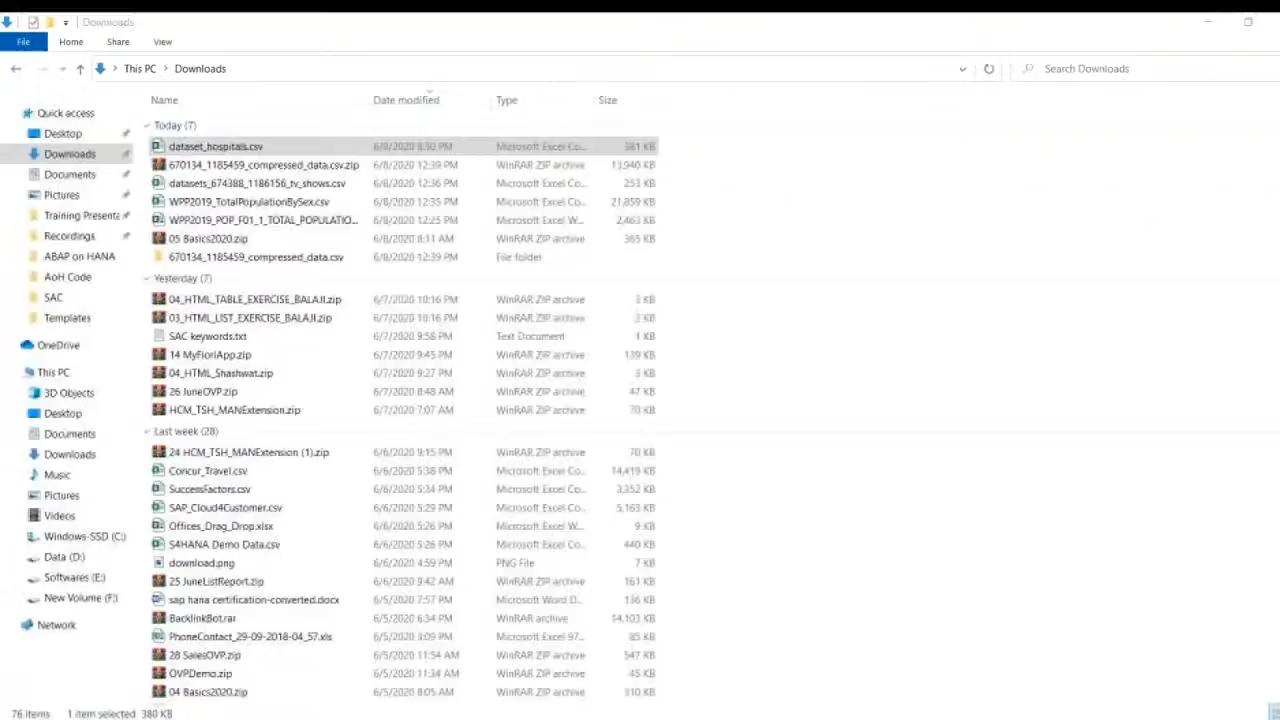 Downloads
File Home Share View
This PC Downloads Search Downloads
Name Date modified Type Size
Quick access
Desktop
Downloads
Documents
Pictures
Training Presenta
Recordings
ABAP on HANA
AoH Code
SAC
Templates
OneDrive
This PC
3D Objects
Desktop
Documents
Downloads
Music
Pictures
Videos
Windows-SSD (C:)
Data (D:)
Softwares (E:)
New Volume (F:)
Network
Today (7)
dataset_hospitals.csv Microsoft Excel Co... 381 KB
670134_1185459_compressed_data.csv.zip 6/8/2020 12:39 PM WinRAR ZIP archive 13,940 KB
datasets_674388_1186156_tv_shows.csv 6/8/2020 12:36 PM Microsoft Excel Co... 253 KB
WPP2019_TotalPopulationBySex.csv 6/8/2020 12:35 PM Microsoft Excel Co... 21,859 KB
WPP2019_POP_F01_1_TOTAL_POPULATIO... 6/8/2020 12:25 PM Microsoft Excel W... 2,463 KB
05 Basics2020.zip 6/8/2020 8:11 AM WinRAR ZIP archive 365 KB
670134_1185459_compressed_data.csv 6/8/2020 12:39 PM File folder
Yesterday (7)
04_HTML_TABLE_EXERCISE_BALAJI.zip 6/7/2020 10:16 PM WinRAR ZIP archive 3 KB
03_HTML_LIST_EXERCISE_BALAJI.zip 6/7/2020 10:16 PM WinRAR ZIP archive KB
SAC keywords.txt 6/7/2020 9:58 PM Text Document 1 KB
14 MyFioriApp.zip 6/7/2020 9:45 PM WinRAR ZIP archive 139 KB
04_HTML_Shashwat.zip 6/7/2020 9:27 PM WinRAR ZIP archive 3 KB
26 JuneOVP.zip 6/7/2020 8:48 AM WinRAR ZIP archive 47 KB
HCM_TSH_MANExtension.zip 6/7/2020 7:07 AM WinRAR ZIP archive 70 KB
Last week (28)
24 HCM_TSH_MANExtension (1).zip 6/6/2020 9:15 PM WinRAR ZIP archive 70 KB
Concur_Travel.csv 6/6/2020 5:38 PM Microsoft Excel Co... 14,419 KB
SuccessFactors.csv 6/6/2020 5:34 PM Microsoft Excel Co... 3,352 KB
SAP_Cloud4Customer.csv 6/6/2020 5:29 PM Microsoft Excel Co... 5,163 KB
Offices_Drag_Drop.xlsx 6/6/2020 5:26 PM Microsoft Excel W... 9 KB
S4HANA Demo Data.csv 6/6/2020 5:26 PM Microsoft Excel Co... 440 KB
download.png 6/6/2020 4:59 PM PNG File 7 KB
25 JuneListReport.zip 6/6/2020 9:42 AM WinRAR ZIP archive 161 KB
sap hana certification-converted.docx 6/5/2020 7:57 PM Microsoft Word D... 136 KB
BacklinkBot.rar 6/5/2020 6:34 PM WinRAR archive 14,103 KB
PhoneContact_29-09-2018-04_57.xls 6/5/2020 3:09 PM Microsoft Excel 97... 85 KB
28 SalesOVP.zip 6/5/2020 11:54 AM WinRAR ZIP archive 547 KB
OVPDemo.zip 6/5/2020 11:34 AM WinRAR ZIP archive 45 KB
04 Basics2020.zip 6/5/2020 8:05 AM WinRAR ZIP archive 310 KB
76 items 1 item selected 380 KB